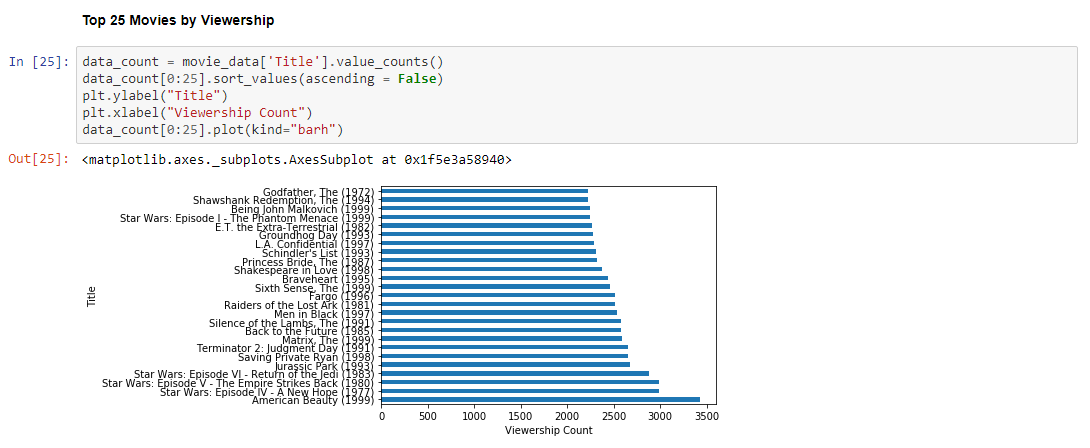 Top 25 Movies by Viewership
In [25]: data_count = movie_data['Title'].value_counts()
data_count[0:25].sort_values(ascending = False)
plt.ylabel("Title")
plt.xlabel("Viewership Count")
data_count[0:25].plot(kind="barh")
Out[25]: <matplotlib.axes._subplots.AxesSubplot at 0x1f5e3a58940>
Godfather, The (1972)
Shawshank Redemption, The (1994)
Being John Malkovich (1999)
Star Wars: Episode I - The Phantom Menace (1999)
E.T. the Extra-Terrestrial (1982)
Groundhog Day (1993)
L.A. Confidential (1997)
Schindler's List (1993)
Princess Bride, The (1987)
Shakespeare in Love (1998)
Braveheart (1995)
Sixth Sense, The (1999)
Fargo (1996)
Raiders of the Lost Ark (1981)
Men in Black (1997)
Silence of the Lambs, The (1991)
Back to the Future (1985)
Matrix, The (1999)
Terminator 2: Judgment Day (1991)
Saving Private Ryan (1998)
Jurassic Park (1993)
Star Wars: Episode VI - Return of the Jedi (1983)
Star Wars: Episode V - The Empire Strikes Back (1980)
Star Wars: Episode IV - A New Hope (1977)
American Beauty (1999)
Title
0 500 1000 1500 2000 2500 3000 3500
Viewership Count